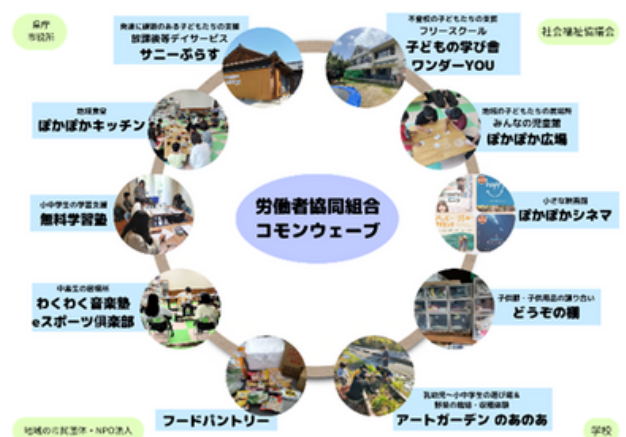 県庁
市役所
発達に課題のある子どもたちの支援
放課後等デイサービス
サニーぷらす
不登校の子どもたちの支援
フリースクール
子どもの学び舎
ワンダーYOU
社会福祉協議会
地域食堂
ぽかぽかキッチン
地域の子どもたちの居場所
みんなの児童館
ぽかぽか広場
小中学生の学習支援
無料学習塾
労働者協同組合
コモンウェーブ
小さな映画館
ぽかぽかシネマ
中高生の居場所
わくわく音楽塾
eスポーツ倶楽部
子供服・子供用品の譲り合い
どうぞの棚
フードパントリー
乳幼児～小中学生の遊び場&
野菜の栽培・収穫体験
アートガーデン のあのあ
地域の市民団体・NPO法人
学校